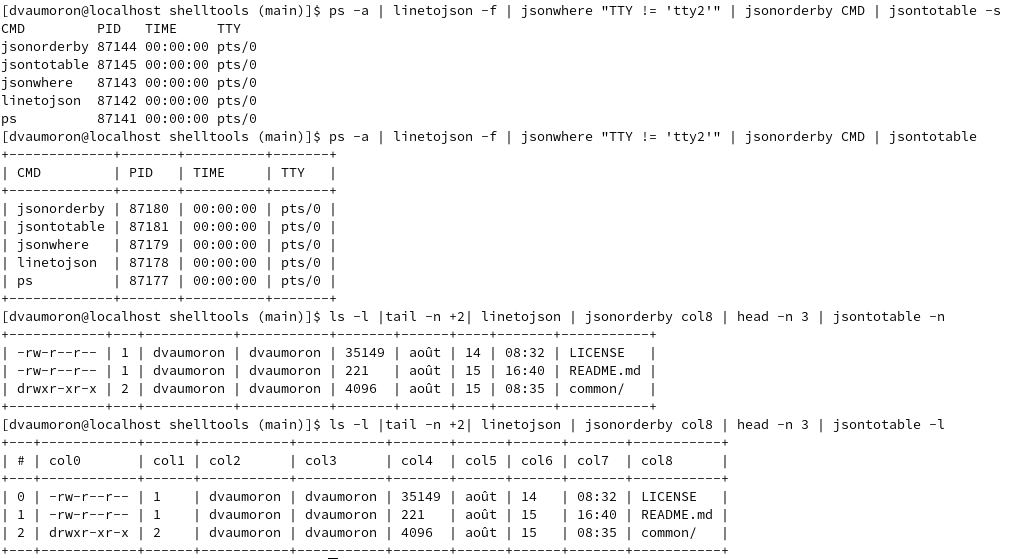 [dvaumoron@localhost shelltools (main)]$ ps -a | linetojson -f | jsonwhere "TTY != 'tty2'" | jsonorderby CMD | jsontotable -s
CMD         PID   TIME     TTY
jsonorderby 87144 00:00:00 pts/0
jsontotable 87145 00:00:00 pts/0
jsonwhere   87143 00:00:00 pts/0
linetojson  87142 00:00:00 pts/0
ps          87141 00:00:00 pts/0
[dvaumoron@localhost shelltools (main)]$ ps -a | linetojson -f | jsonwhere "TTY != 'tty2'" | jsonorderby CMD | jsontotable
+-------------+-------+----------+-------+
| CMD         | PID   | TIME     | TTY   |
+-------------+-------+----------+-------+
| jsonorderby | 87180 | 00:00:00 | pts/0 |
| jsontotable | 87181 | 00:00:00 | pts/0 |
| jsonwhere   | 87179 | 00:00:00 | pts/0 |
| linetojson  | 87178 | 00:00:00 | pts/0 |
| ps          | 87177 | 00:00:00 | pts/0 |
+-------------+-------+----------+-------+
[dvaumoron@localhost shelltools (main)]$ ls -l |tail -n +2| linetojson | jsonorderby col8 | head -n 3 | jsontotable -n
+------------+---+-----------+-----------+-------+------+----+-------+-----------+
| -rw-r--r-- | 1 | dvaumoron | dvaumoron | 35149 | août | 14 | 08:32 | LICENSE   |
| -rw-r--r-- | 1 | dvaumoron | dvaumoron | 221   | août | 15 | 16:40 | README.md |
| drwxr-xr-x | 2 | dvaumoron | dvaumoron | 4096  | août | 15 | 08:35 | common/   |
+------------+---+-----------+-----------+-------+------+----+-------+-----------+
[dvaumoron@localhost shelltools (main)]$ ls -l |tail -n +2| linetojson | jsonorderby col8 | head -n 3 | jsontotable -l
+---+------------+------+-----------+-----------+-------+------+------+-------+-----------+
| # | col0       | col1 | col2      | col3      | col4  | col5 | col6 | col7  | col8      |
+---+------------+------+-----------+-----------+-------+------+------+-------+-----------+
| 0 | -rw-r--r-- | 1    | dvaumoron | dvaumoron | 35149 | août | 14   | 08:32 | LICENSE   |
| 1 | -rw-r--r-- | 1    | dvaumoron | dvaumoron | 221   | août | 15   | 16:40 | README.md |
| 2 | drwxr-xr-x | 2    | dvaumoron | dvaumoron | 4096  | août | 15   | 08:35 | common/   |
+---+------------+------+-----------+-----------+-------+------+------+-------+-----------+